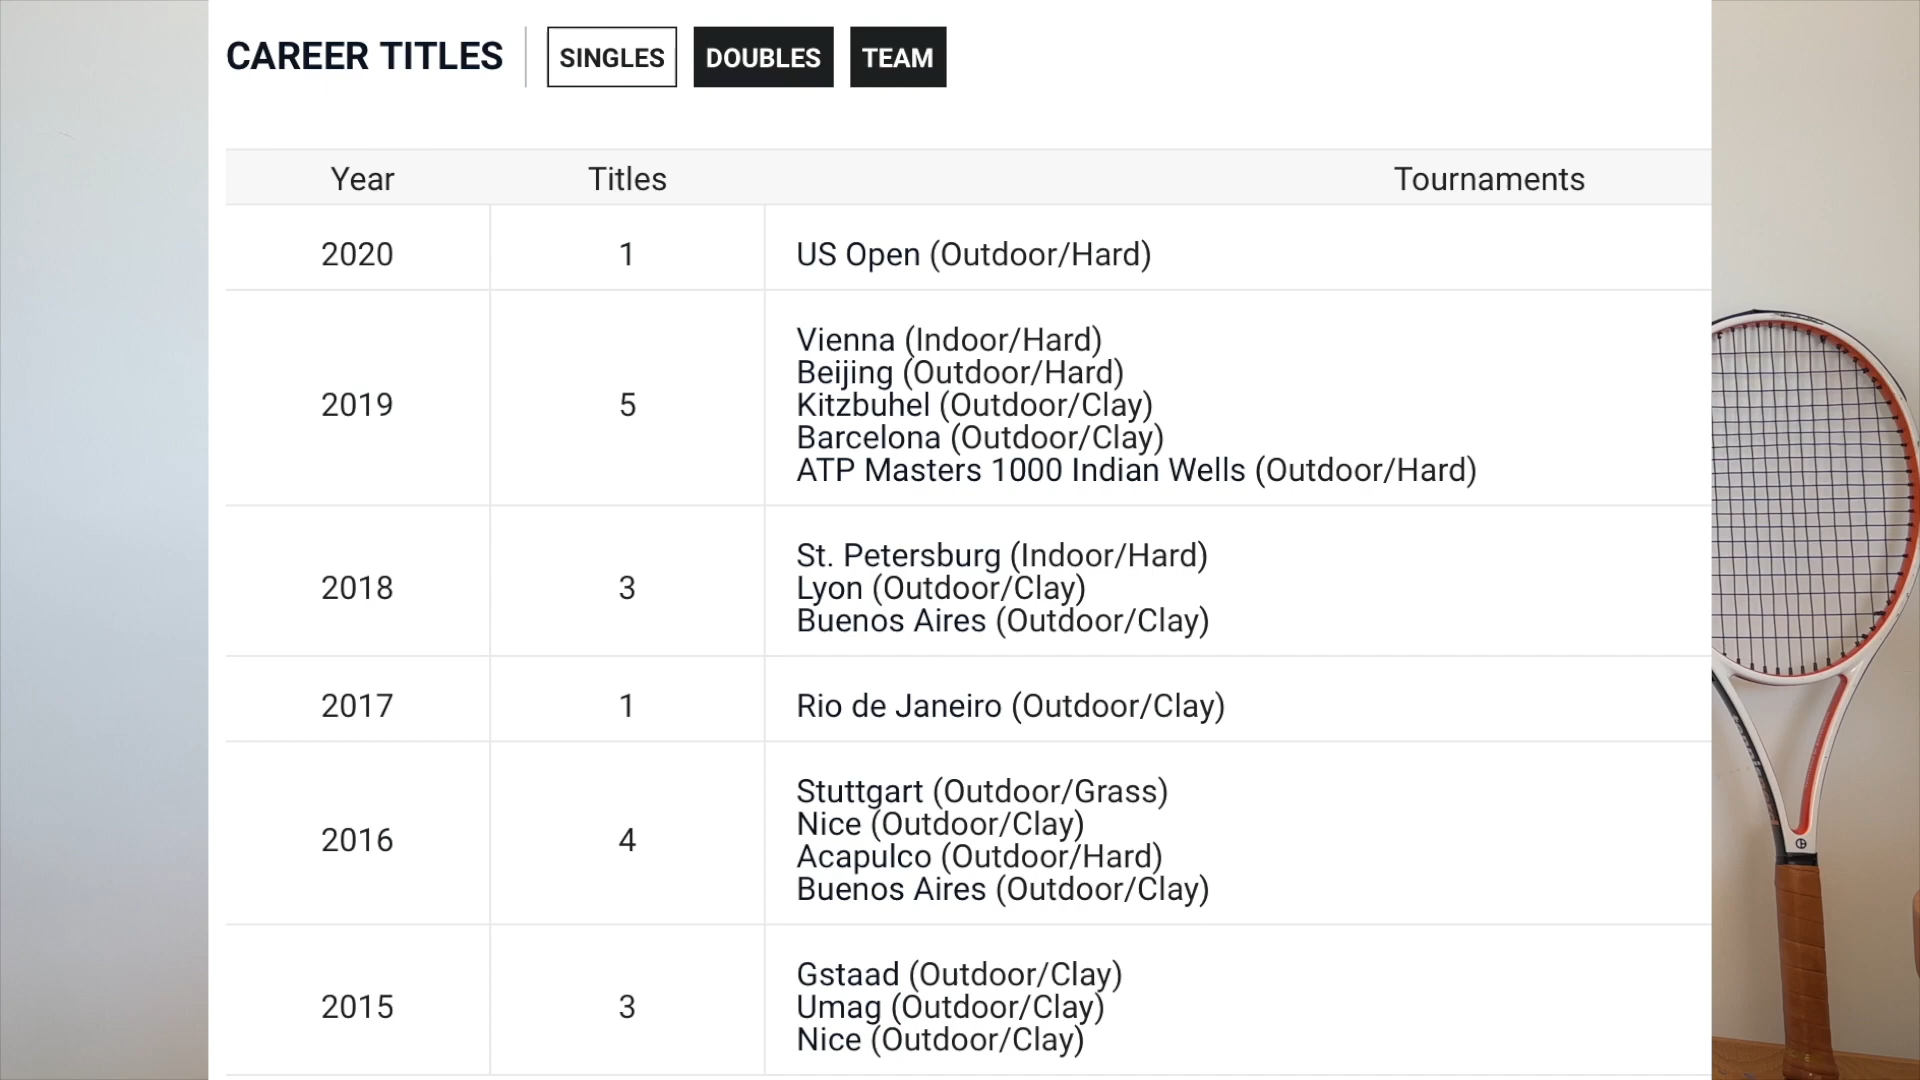 CAREER TITLES
SINGLES
DOUBLES
TEAM
Year Titles Tournaments
2020 1 US Open (Outdoor/Hard)
2019 5
Vienna (Indoor/Hard)
Beijing (Outdoor/Hard)
Kitzbuhel (Outdoor/Clay)
Barcelona (Outdoor/Clay)
ATP Masters 1000 Indian Wells (Outdoor/Hard)
2018 3
St. Petersburg (Indoor/Hard)
Lyon (Outdoor/Clay)
Buenos Aires (Outdoor/Clay)
2017 1 Rio de Janeiro (Outdoor/Clay)
2016 4
Stuttgart (Outdoor/Grass)
Nice (Outdoor/Clay)
Acapulco (Outdoor/Hard)
Buenos Aires (Outdoor/Clay)
2015 3
Gstaad (Outdoor/Clay)
Umag (Outdoor/Clay)
Nice (Outdoor/Clay)